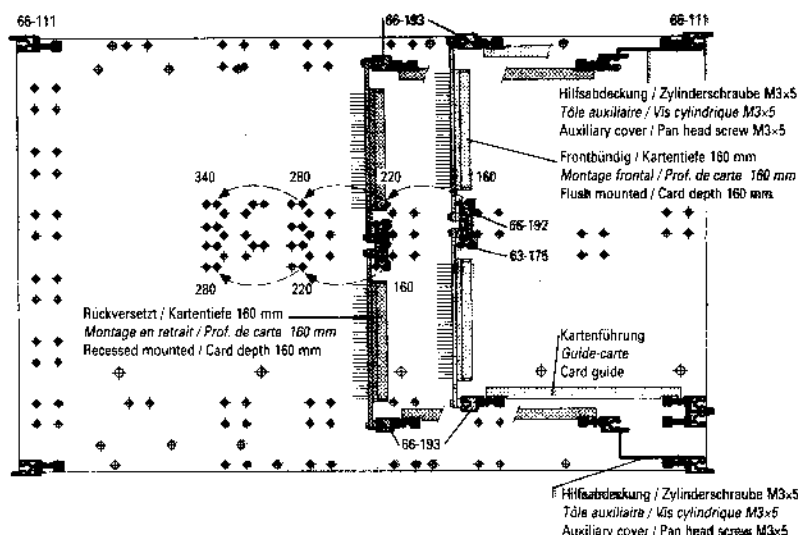 66-111
66-193
66-111
Hilfsabdeckung / Zylinderschraube M3×5
Tôle auxiliaire / Vis cylindrique M3×5
Auxiliary cover / Pan head screw M3×5
Frontbündig / Kartentiefe 160 mm
Montage frontal / Prof. de carte 160 mm
Flush mounted / Card depth 160 mm
340
280
220
160
66-192
63-175
280
220
160
Rückversetzt / Kartentiefe 160 mm
Montage en retrait / Prof. de carte 160 mm
Recessed mounted / Card depth 160 mm
Kartenführung
Guide-carte
Card guide
66-193
Hilfsabdeckung / Zylinderschraube M3×5
Tôle auxiliaire / Vis cylindrique M3×5
Auxiliary cover / Pan head screw M3×5